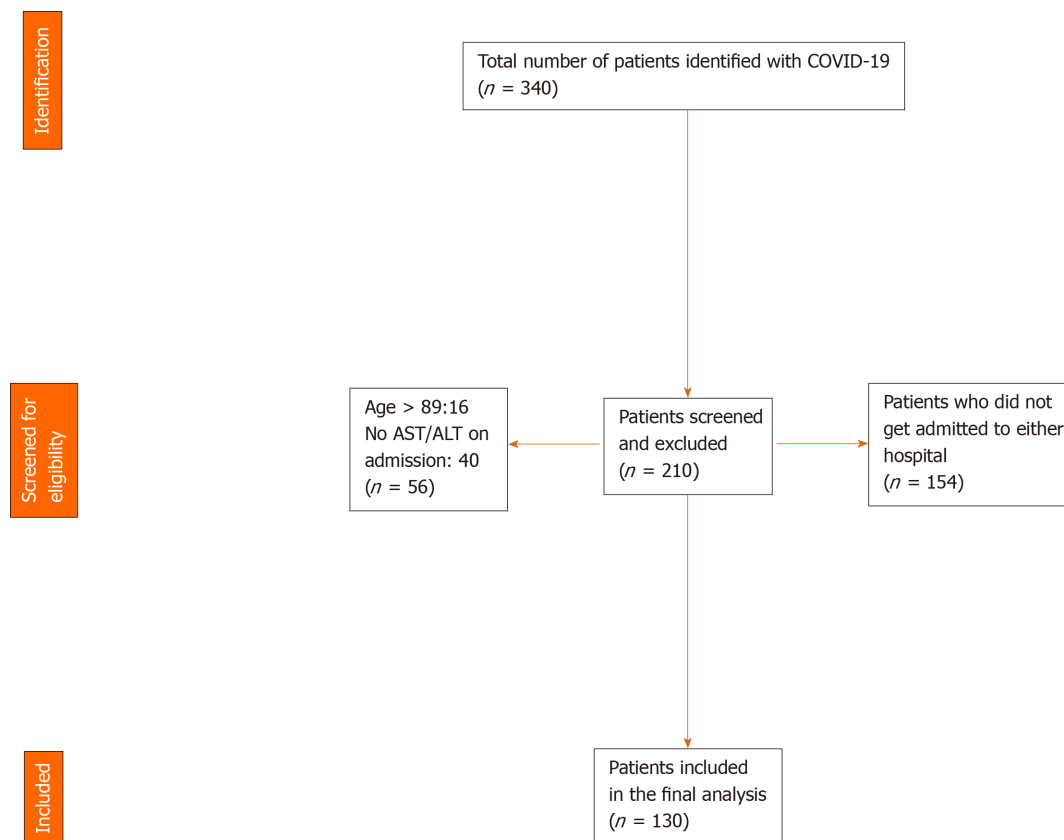 Identification
Total number of patients identified with COVID-19
(n = 340)
Screened for
eligibility
Age > 89:16
No AST/ALT on
admission: 40
(n = 56)
Patients screened
and excluded
(n = 210)
Patients who did not
get admitted to either
hospital
(n = 154)
Included
Patients included
in the final analysis
(n = 130)